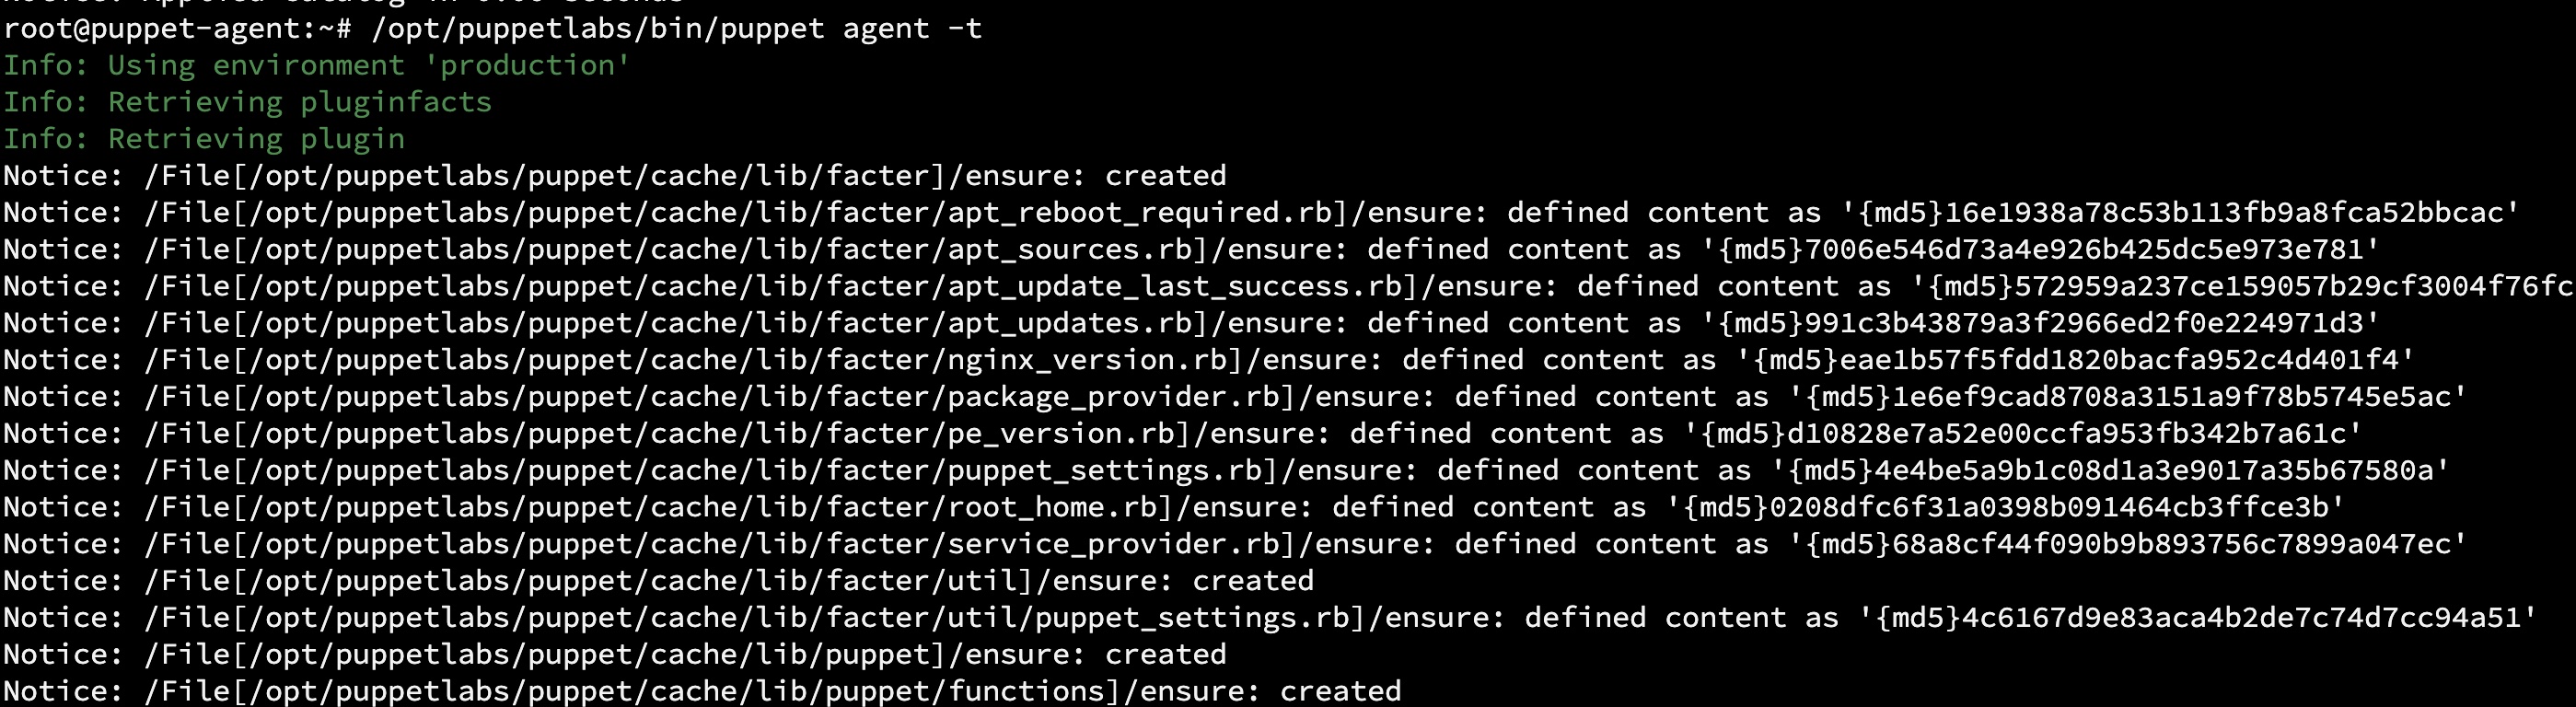 root@puppet-agent:~# /opt/puppetlabs/bin/puppet agent -t
Info: Using environment 'production'
Info: Retrieving pluginfacts
Info: Retrieving plugin
Notice: /File[/opt/puppetlabs/puppet/cache/lib/facter]/ensure: created
Notice: /File[/opt/puppetlabs/puppet/cache/lib/facter/apt_reboot_required.rb]/ensure: defined content as '{md5}16e1938a78c53b113fb9a8fca52bbcac'
Notice: /File[/opt/puppetlabs/puppet/cache/lib/facter/apt_sources.rb]/ensure: defined content as '{md5}7006e546d73a4e926b425dc5e973e781'
Notice: /File[/opt/puppetlabs/puppet/cache/lib/facter/apt_update_last_success.rb]/ensure: defined content as '{md5}572959a237ce159057b29cf3004f76fc
Notice: /File[/opt/puppetlabs/puppet/cache/lib/facter/apt_updates.rb]/ensure: defined content as '{md5}991c3b43879a3f2966ed2f0e224971d3'
Notice: /File[/opt/puppetlabs/puppet/cache/lib/facter/nginx_version.rb]/ensure: defined content as '{md5}eae1b57f5fdd1820bacfa952c4d401f4'
Notice: /File[/opt/puppetlabs/puppet/cache/lib/facter/package_provider.rb]/ensure: defined content as '{md5}1e6ef9cad8708a3151a9f78b5745e5ac'
Notice: /File[/opt/puppetlabs/puppet/cache/lib/facter/pe_version.rb]/ensure: defined content as '{md5}d10828e7a52e00ccfa953fb342b7a61c'
Notice: /File[/opt/puppetlabs/puppet/cache/lib/facter/puppet_settings.rb]/ensure: defined content as '{md5}4e4be5a9b1c08d1a3e9017a35b67580a'
Notice: /File[/opt/puppetlabs/puppet/cache/lib/facter/root_home.rb]/ensure: defined content as '{md5}0208dfc6f31a0398b091464cb3ffce3b'
Notice: /File[/opt/puppetlabs/puppet/cache/lib/facter/service_provider.rb]/ensure: defined content as '{md5}68a8cf44f090b9b893756c7899a047ec'
Notice: /File[/opt/puppetlabs/puppet/cache/lib/facter/util]/ensure: created
Notice: /File[/opt/puppetlabs/puppet/cache/lib/facter/util/puppet_settings.rb]/ensure: defined content as '{md5}4c6167d9e83aca4b2de7c74d7cc94a51'
Notice: /File[/opt/puppetlabs/puppet/cache/lib/puppet]/ensure: created
Notice: /File[/opt/puppetlabs/puppet/cache/lib/puppet/functions]/ensure: created